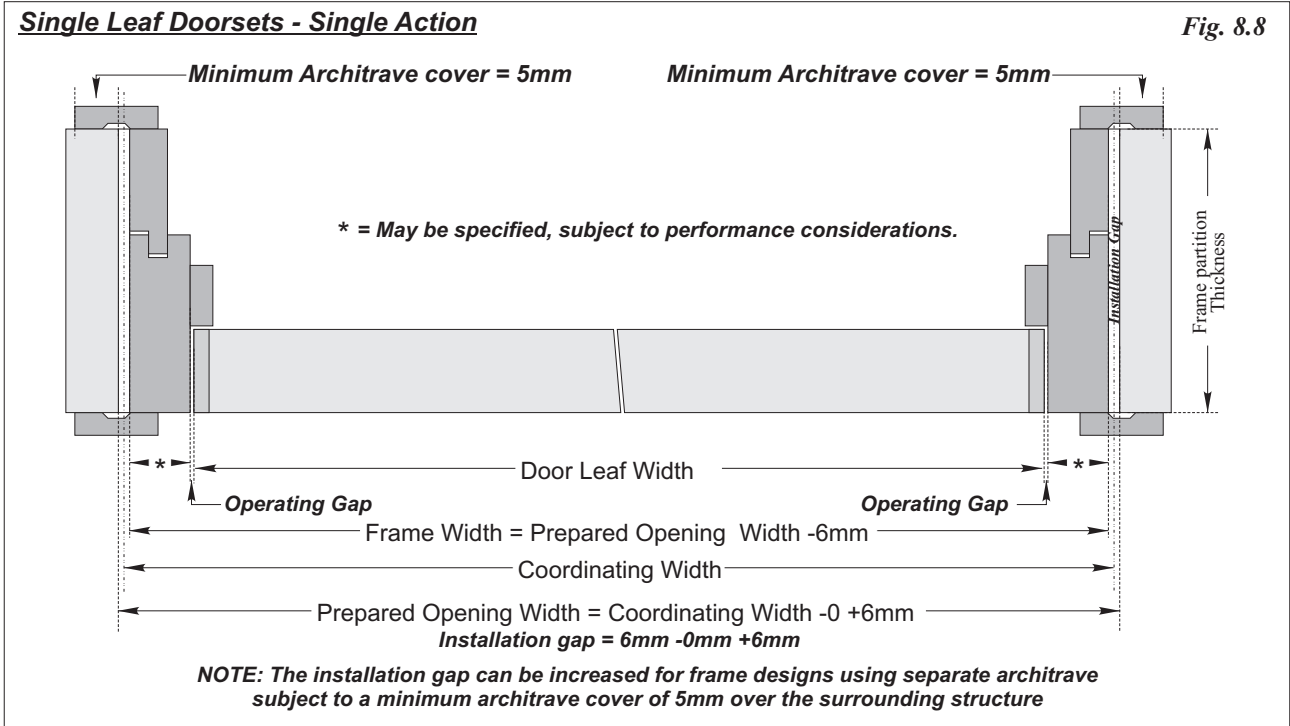 Single Leaf Doorsets - Single Action
Fig. 8.8
Minimum Architrave cover = 5mm
Minimum Architrave cover = 5mm
* = May be specified, subject to performance considerations.
Installation Gap
Frame partition
Thickness
*
Door Leaf Width
*
Operating Gap
Operating Gap
Frame Width = Prepared Opening Width -6mm
Coordinating Width
Prepared Opening Width = Coordinating Width -0 +6mm
Installation gap = 6mm -0mm +6mm
NOTE: The installation gap can be increased for frame designs using separate architrave
subject to a minimum architrave cover of 5mm over the surrounding structure